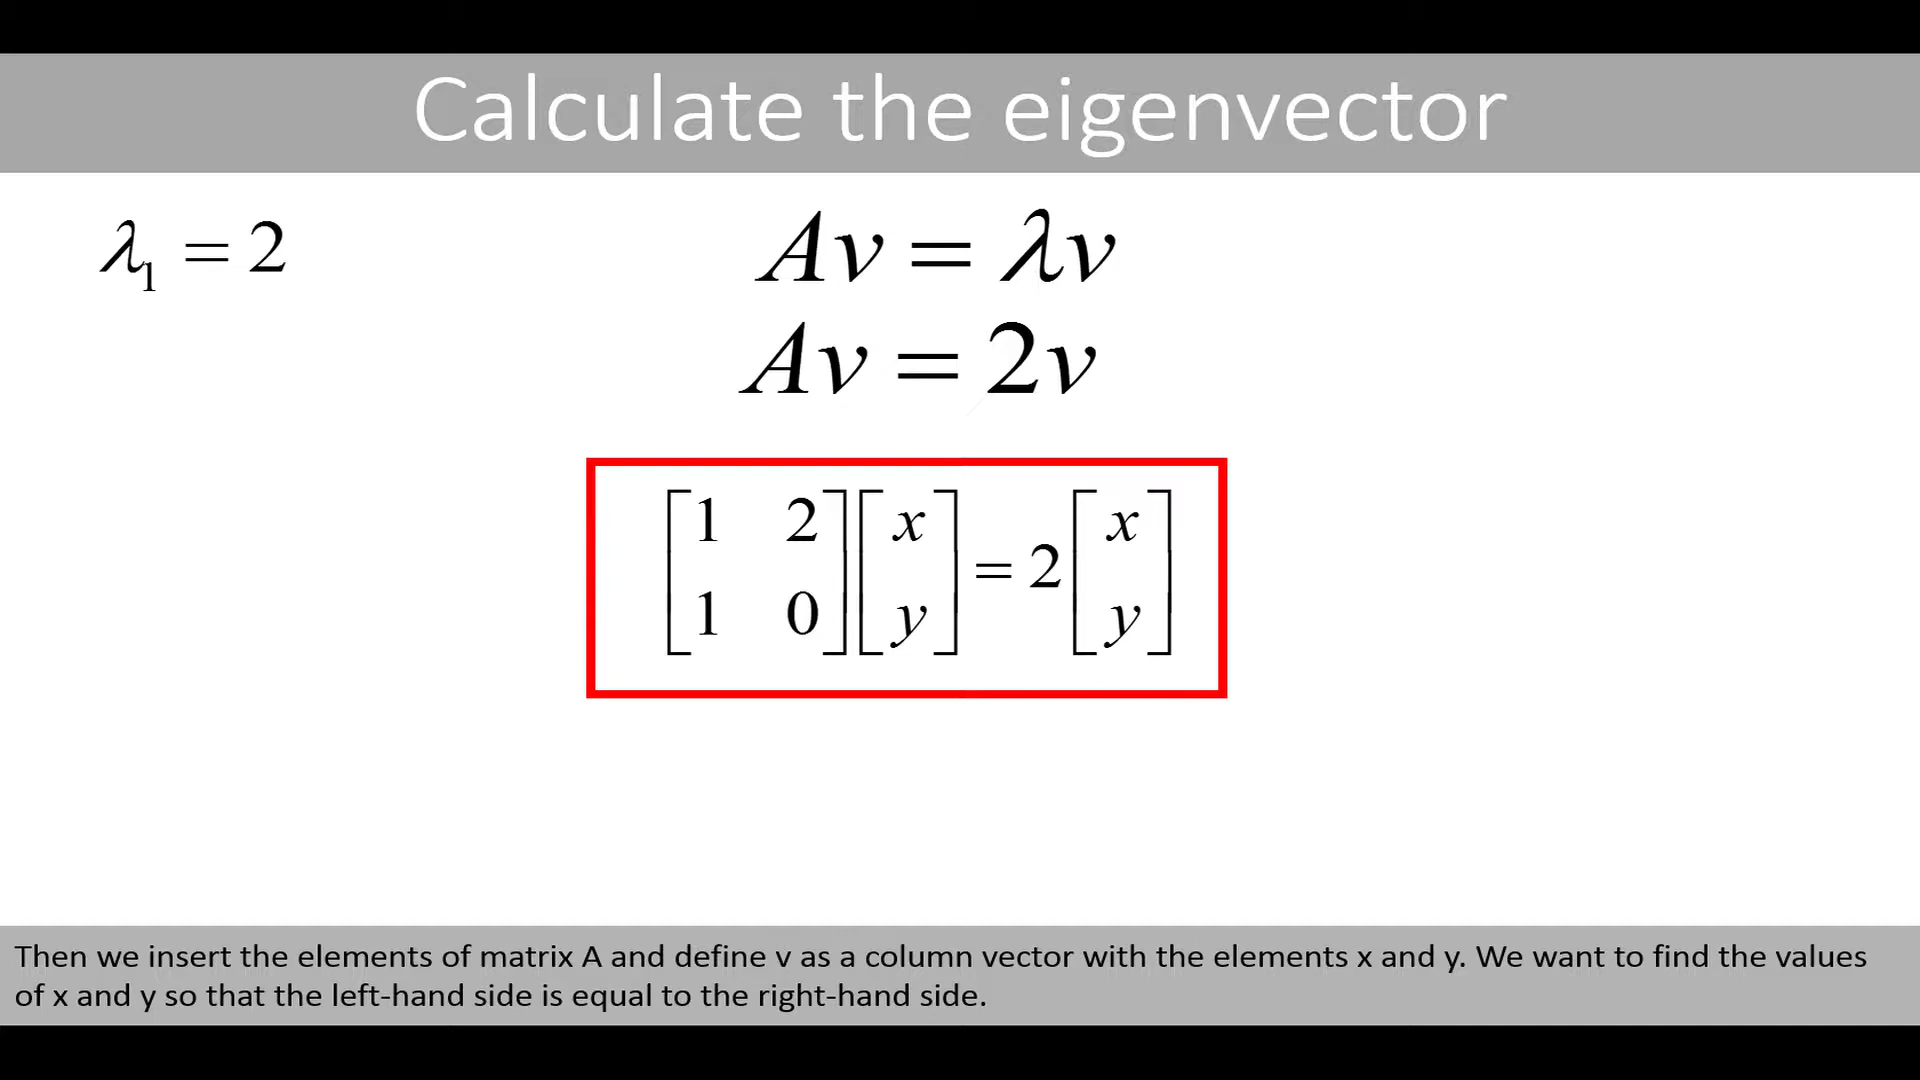 Calculate the eigenvector
λ₁ = 2
Av = λv
Av = 2v
[1 2; 1 0] [x; y] = 2 [x; y]
Then we insert the elements of matrix A and define v as a column vector with the elements x and y. We want to find the values
of x and y so that the left-hand side is equal to the right-hand side.